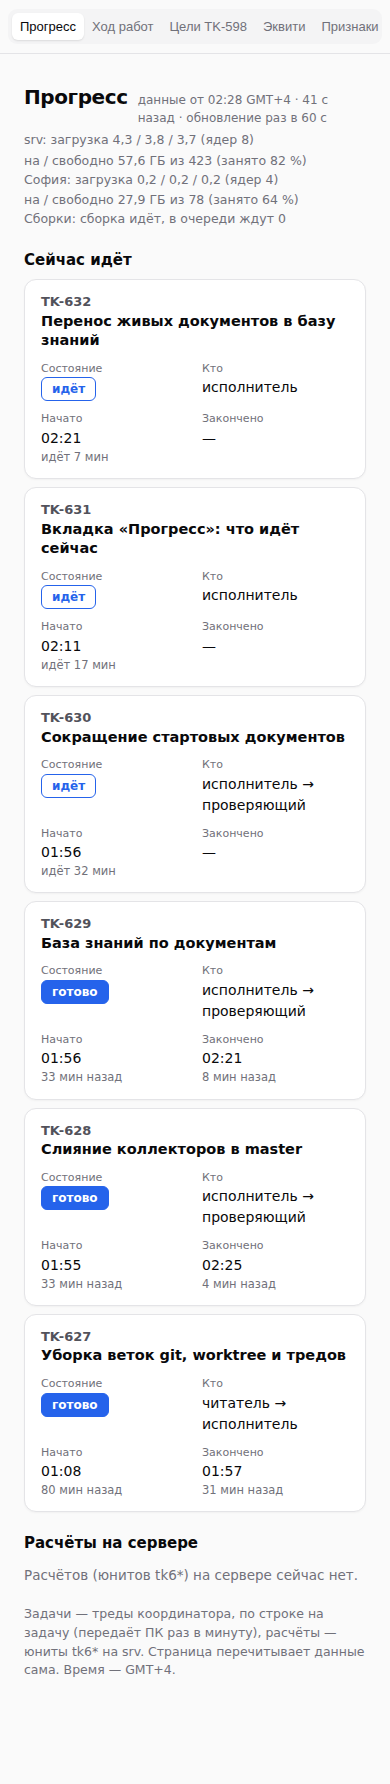 Прогресс Ход работ Цели TK-598 Эквити Признаки
Прогресс данные от 02:28 GMT+4 · 41 с
назад · обновление раз в 60 с
srv: загрузка 4,3 / 3,8 / 3,7 (ядер 8)
на / свободно 57,6 ГБ из 423 (занято 82 %)
София: загрузка 0,2 / 0,2 / 0,2 (ядер 4)
на / свободно 27,9 ГБ из 78 (занято 64 %)
Сборки: сборка идёт, в очереди ждут 0
Сейчас идёт
TK-632
Перенос живых документов в базу
знаний
Состояние Кто
идёт исполнитель
Начато Закончено
02:21 —
идёт 7 мин
TK-631
Вкладка «Прогресс»: что идёт
сейчас
Состояние Кто
идёт исполнитель
Начато Закончено
02:11 —
идёт 17 мин
TK-630
Сокращение стартовых документов
Состояние Кто
идёт исполнитель →
проверяющий
Начато Закончено
01:56 —
идёт 32 мин
TK-629
База знаний по документам
Состояние Кто
готово исполнитель →
проверяющий
Начато Закончено
01:56 02:21
33 мин назад 8 мин назад
TK-628
Слияние коллекторов в master
Состояние Кто
готово исполнитель →
проверяющий
Начато Закончено
01:55 02:25
33 мин назад 4 мин назад
TK-627
Уборка веток git, worktree и тредов
Состояние Кто
готово читатель →
исполнитель
Начато Закончено
01:08 01:57
80 мин назад 31 мин назад
Расчёты на сервере
Расчётов (юнитов tk6*) на сервере сейчас нет.
Задачи — треды координатора, по строке на
задачу (передаёт ПК раз в минуту), расчёты —
юниты tk6* на srv. Страница перечитывает данные
сама. Время — GMT+4.